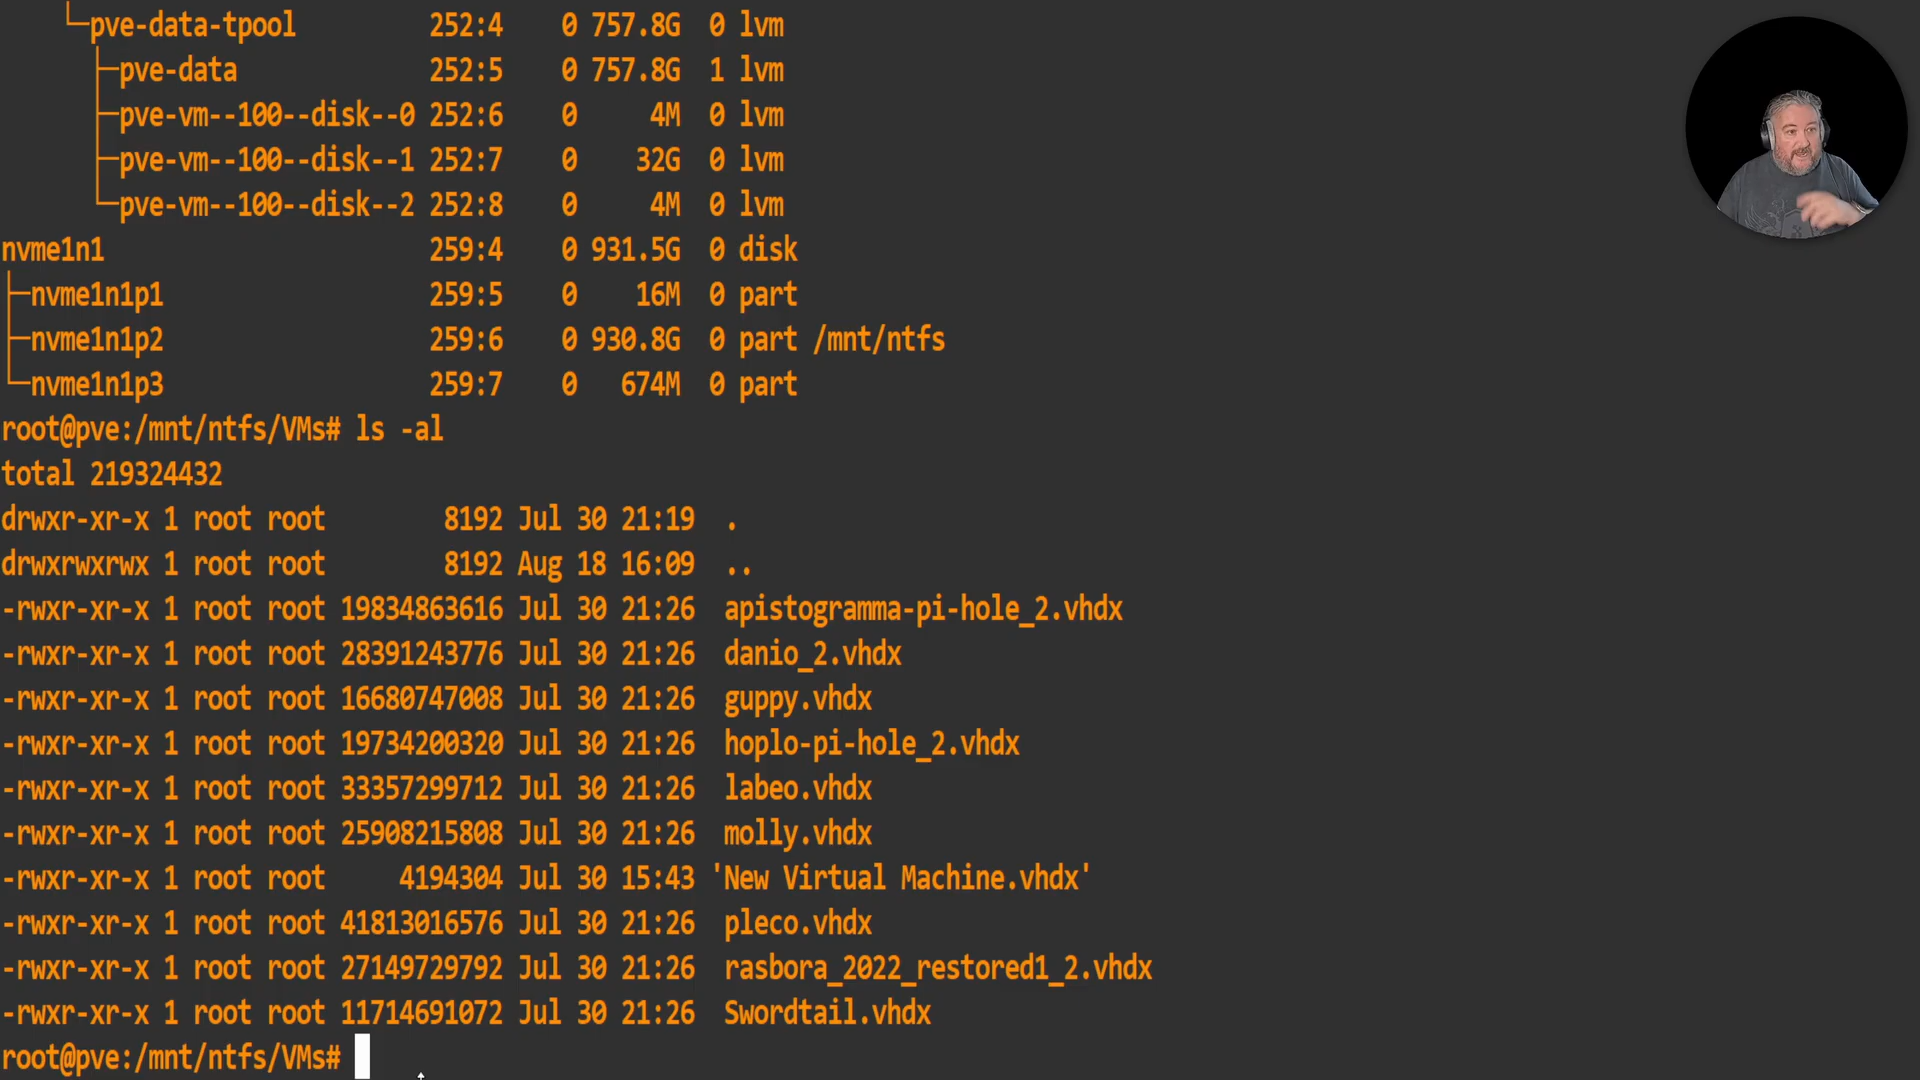 └─pve-data-tpool 252:4 0 757.8G 0 lvm
├─pve-data 252:5 0 757.8G 1 lvm
├─pve-vm--100--disk--0 252:6 0 4M 0 lvm
├─pve-vm--100--disk--1 252:7 0 32G 0 lvm
└─pve-vm--100--disk--2 252:8 0 4M 0 lvm
nvme1n1 259:4 0 931.5G 0 disk
├─nvme1n1p1 259:5 0 16M 0 part
├─nvme1n1p2 259:6 0 930.8G 0 part /mnt/ntfs
└─nvme1n1p3 259:7 0 674M 0 part
root@pve:/mnt/ntfs/VMs# ls -al
total 219324432
drwxr-xr-x 1 root root 8192 Jul 30 21:19 .
drwxrwxrwx 1 root root 8192 Aug 18 16:09 ..
-rwxr-xr-x 1 root root 19834863616 Jul 30 21:26 apistogramma-pi-hole_2.vhdx
-rwxr-xr-x 1 root root 28391243776 Jul 30 21:26 danio_2.vhdx
-rwxr-xr-x 1 root root 16680747008 Jul 30 21:26 guppy.vhdx
-rwxr-xr-x 1 root root 19734200320 Jul 30 21:26 hoplo-pi-hole_2.vhdx
-rwxr-xr-x 1 root root 33357299712 Jul 30 21:26 labeo.vhdx
-rwxr-xr-x 1 root root 25908215808 Jul 30 21:26 molly.vhdx
-rwxr-xr-x 1 root root 4194304 Jul 30 15:43 'New Virtual Machine.vhdx'
-rwxr-xr-x 1 root root 41813016576 Jul 30 21:26 pleco.vhdx
-rwxr-xr-x 1 root root 27149729792 Jul 30 21:26 rasbora_2022_restored1_2.vhdx
-rwxr-xr-x 1 root root 11714691072 Jul 30 21:26 Swordtail.vhdx
root@pve:/mnt/ntfs/VMs#